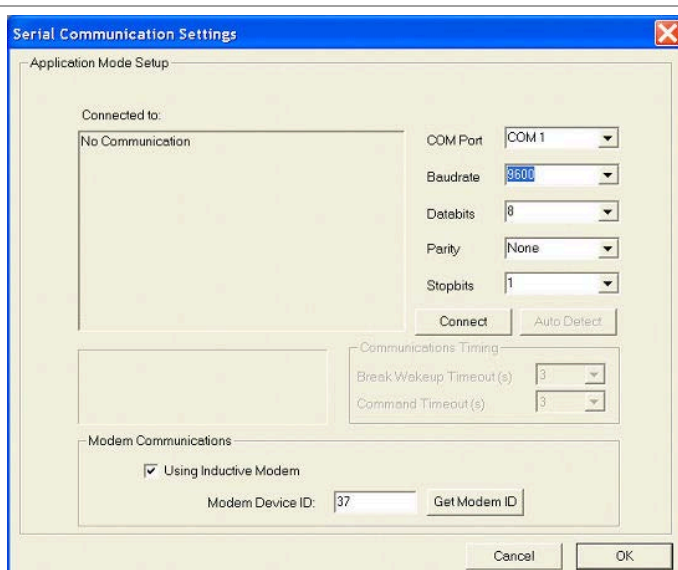 Serial Communication Settings
Application Mode Setup
Connected to:
No Communication
COM Port COM 1
Baudrate 9600
Databits 8
Parity None
Stopbits 1
Connect Auto Detect
Communications Timing
Break Wakeup Timeout (s) 3
Command Timeout (s) 3
Modem Communications
Using Inductive Modem
Modem Device ID: 37 Get Modem ID
Cancel OK